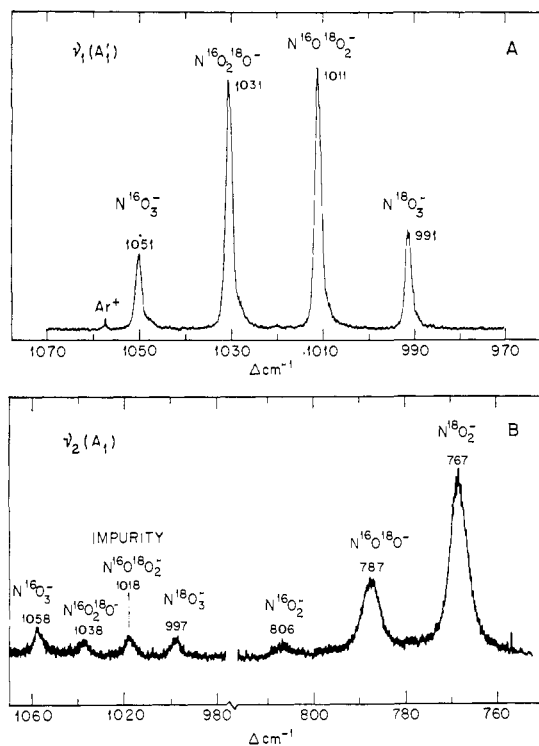 ν₁(A₁′)
A
N¹⁶O₂¹⁸O⁻
1031
N¹⁶O¹⁸O₂⁻
1011
N¹⁶O₃⁻
1051
N¹⁸O₃⁻
991
Ar⁺
1070 1050 1030 1010 990 970
Δcm⁻¹
ν₂(A₁)
B
N¹⁸O₂⁻
767
IMPURITY
N¹⁶O¹⁸O₂⁻
1018
N¹⁶O¹⁸O⁻
787
N¹⁶O₃⁻
1058
N¹⁶O₂¹⁸O⁻
1038
N¹⁸O₃⁻
997
N¹⁶O₂⁻
806
1060 1020 980 800 780 760
Δcm⁻¹